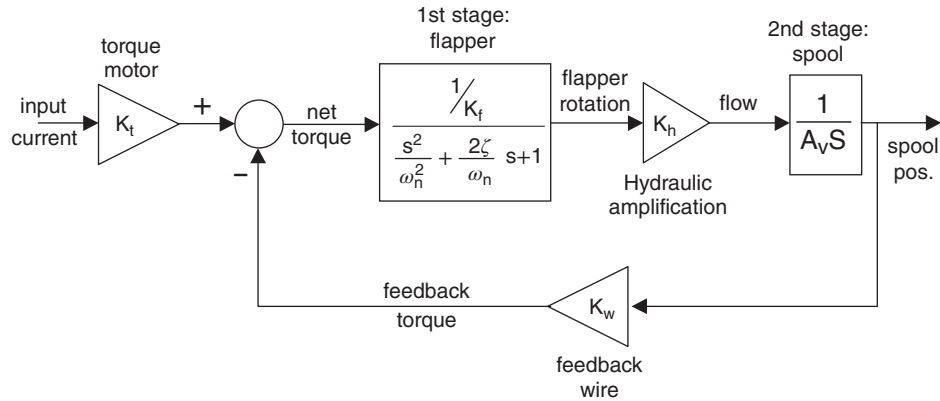 1st stage:
flapper
2nd stage:
spool
torque
motor
input
current
K_t
+
−
net
torque
1/K_f
s²/ω_n² + 2ζ/ω_n s+1
flapper
rotation
K_h
Hydraulic
amplification
flow
1
A_vS
spool
pos.
feedback
torque
K_w
feedback
wire